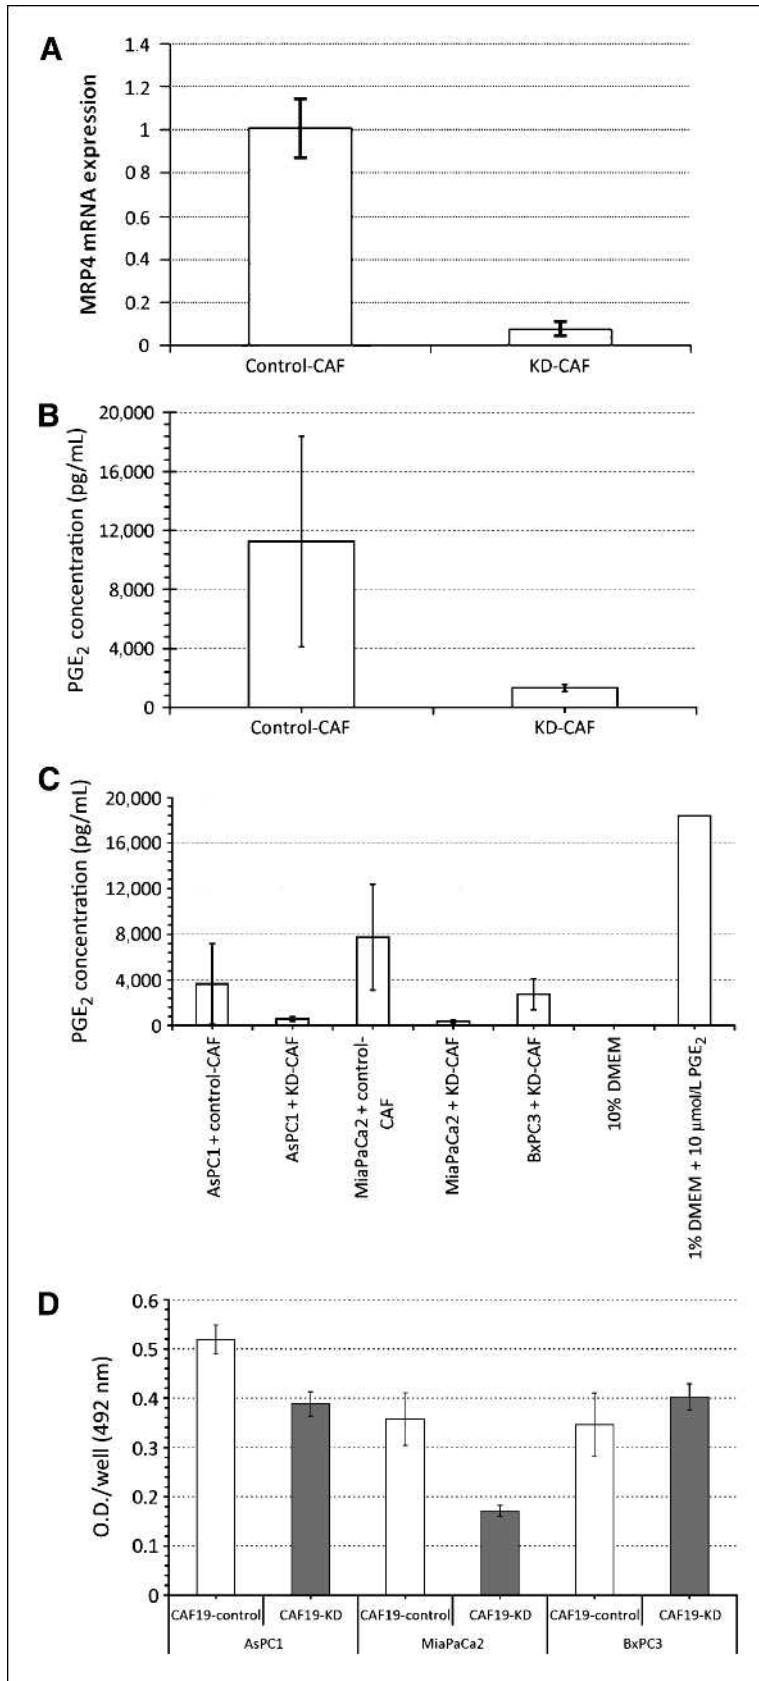 A
1.4
1.2
1
0.8
0.6
0.4
0.2
0
MRP4 mRNA expression
Control-CAF KD-CAF
B
20,000
16,000
12,000
8,000
4,000
0
PGE2 concentration (pg/mL)
Control-CAF KD-CAF
C
20,000
16,000
12,000
8,000
4,000
0
PGE2 concentration (pg/mL)
AsPC1 + control-CAF
AsPC1 + KD-CAF
MiaPaCa2 + control-
CAF
MiaPaCa2 + KD-CAF
BxPC3 + KD-CAF
10% DMEM
1% DMEM + 10 µmol/L PGE2
D
0.6
0.5
0.4
0.3
0.2
0.1
0
O.D./well (492 nm)
CAF19-control CAF19-KD CAF19-control CAF19-KD CAF19-control CAF19-KD
AsPC1 MiaPaCa2 BxPC3